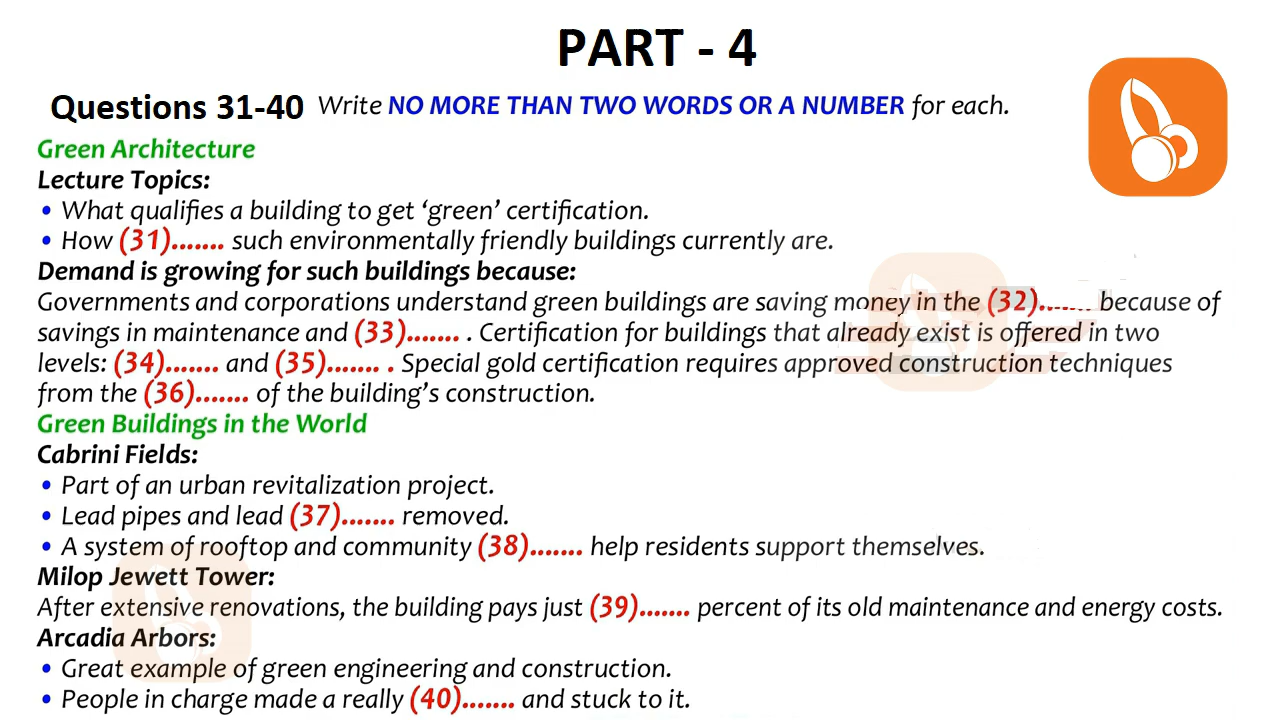 PART - 4
Questions 31-40 Write NO MORE THAN TWO WORDS OR A NUMBER for each.
Green Architecture
Lecture Topics:
• What qualifies a building to get ‘green’ certification.
• How (31)....... such environmentally friendly buildings currently are.
Demand is growing for such buildings because:
Governments and corporations understand green buildings are saving money in the (32)....... because of
savings in maintenance and (33)....... . Certification for buildings that already exist is offered in two
levels: (34)....... and (35)....... . Special gold certification requires approved construction techniques
from the (36)....... of the building’s construction.
Green Buildings in the World
Cabrini Fields:
• Part of an urban revitalization project.
• Lead pipes and lead (37)....... removed.
• A system of rooftop and community (38)....... help residents support themselves.
Milop Jewett Tower:
After extensive renovations, the building pays just (39)....... percent of its old maintenance and energy costs.
Arcadia Arbors:
• Great example of green engineering and construction.
• People in charge made a really (40)....... and stuck to it.